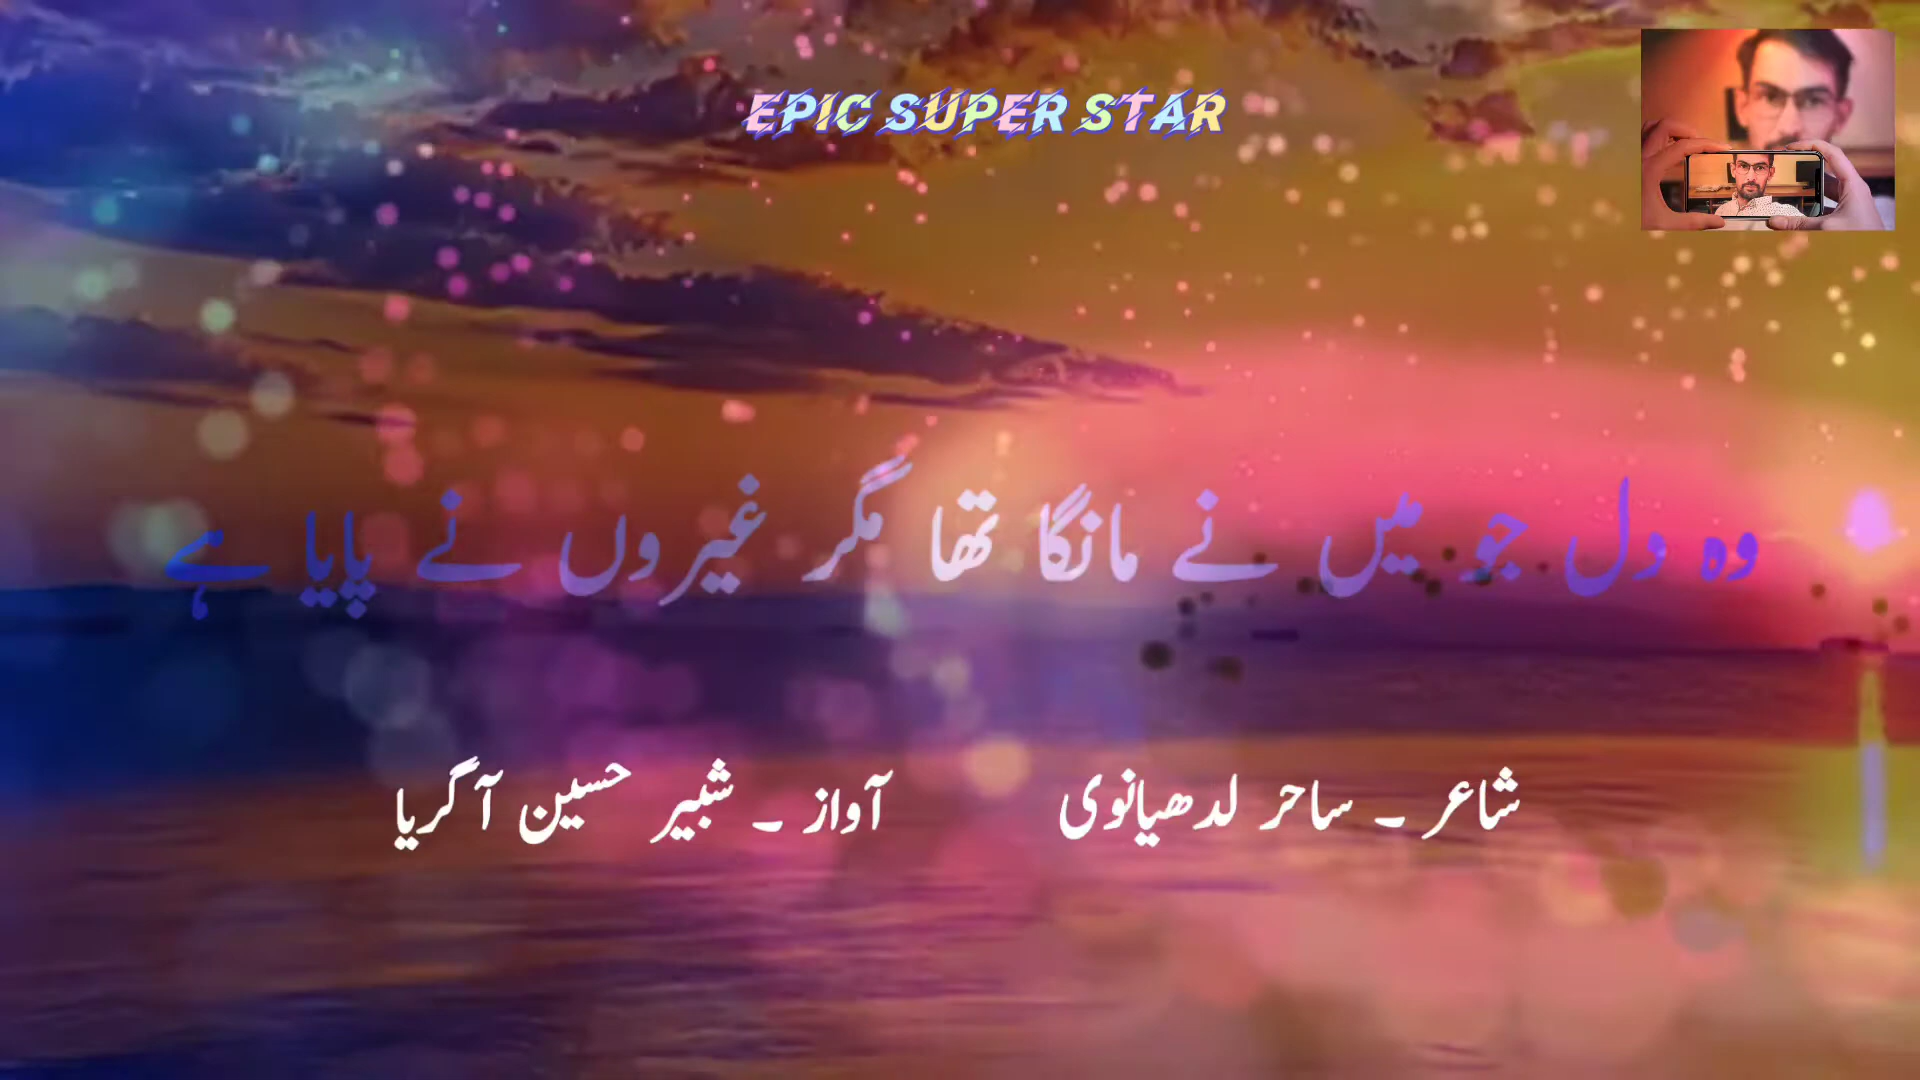 EPIC SUPER STAR
وہ دل جو میں نے مانگا تھا مگر غیروں نے پایا ہے
شاعر ۔ ساحر لدھیانوی آواز ۔ شبیر حسین آگریا